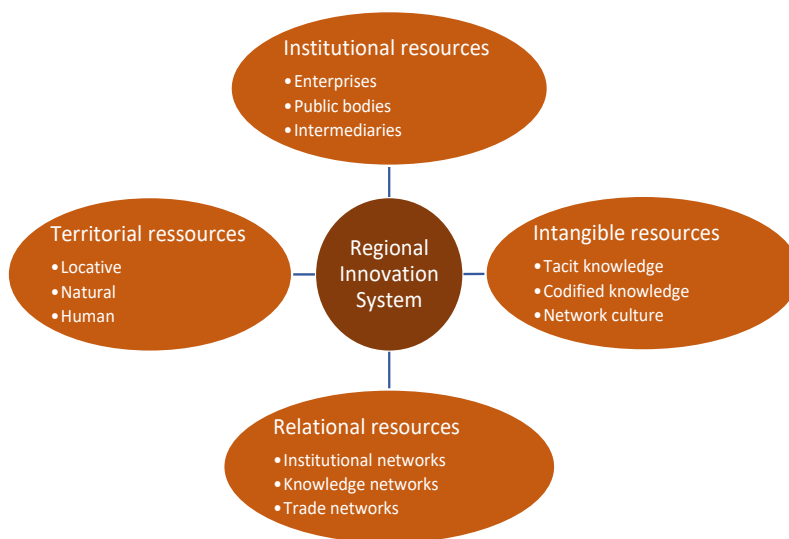 Institutional resources
•Enterprises
•Public bodies
•Intermediaries
Territorial ressources
•Locative
•Natural
•Human
Regional
Innovation
System
Intangible resources
•Tacit knowledge
•Codified knowledge
•Network culture
Relational resources
•Institutional networks
•Knowledge networks
•Trade networks